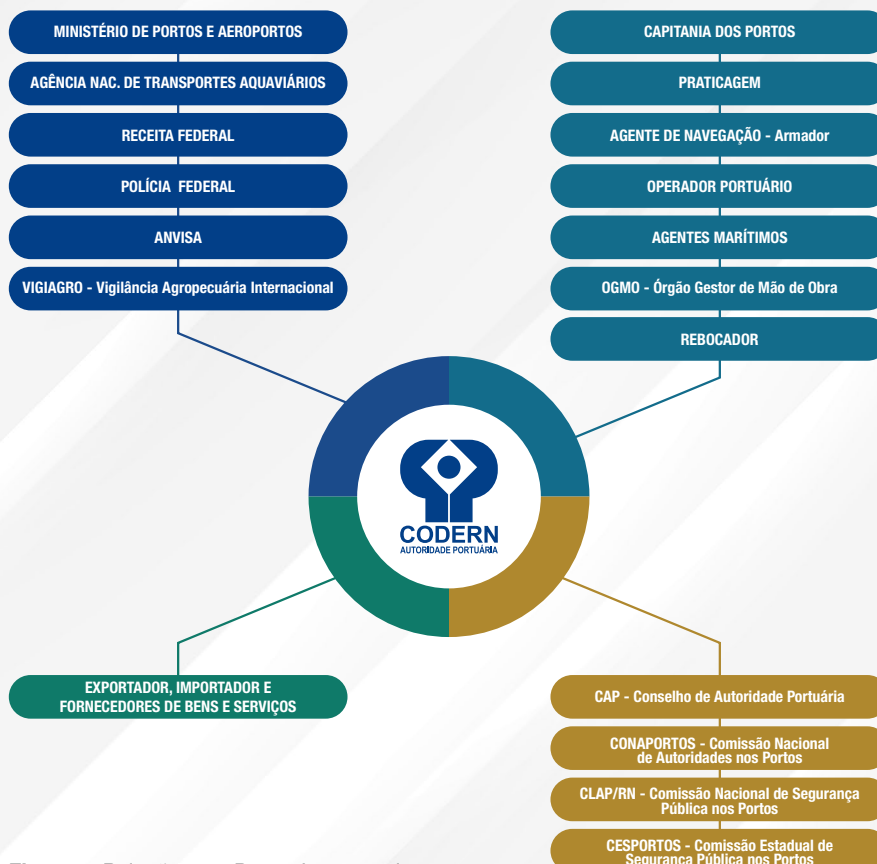 MINISTÉRIO DE PORTOS E AEROPORTOS
AGÊNCIA NAC. DE TRANSPORTES AQUAVIÁRIOS
RECEITA FEDERAL
POLÍCIA FEDERAL
ANVISA
VIGIAGRO - Vigilância Agropecuária Internacional
CAPITANIA DOS PORTOS
PRATICAGEM
AGENTE DE NAVEGAÇÃO - Armador
OPERADOR PORTUÁRIO
AGENTES MARÍTIMOS
OGMO - Órgão Gestor de Mão de Obra
REBOCADOR
CODERN
AUTORIDADE PORTUÁRIA
EXPORTADOR, IMPORTADOR E
FORNECEDORES DE BENS E SERVIÇOS
CAP - Conselho de Autoridade Portuária
CONAPORTOS - Comissão Nacional
de Autoridades nos Portos
CLAP/RN - Comissão Nacional de Segurança
Pública nos Portos
CESPORTOS - Comissão Estadual de
Segurança Pública nos Portos